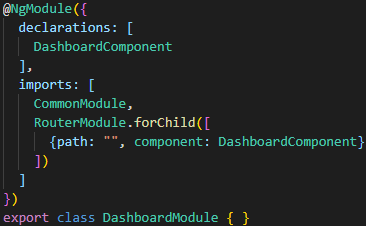 @NgModule({
  declarations: [
    DashboardComponent
  ],
  imports: [
    CommonModule,
    RouterModule.forChild([
      {path: "", component: DashboardComponent}
    ])
  ]
})
export class DashboardModule { }